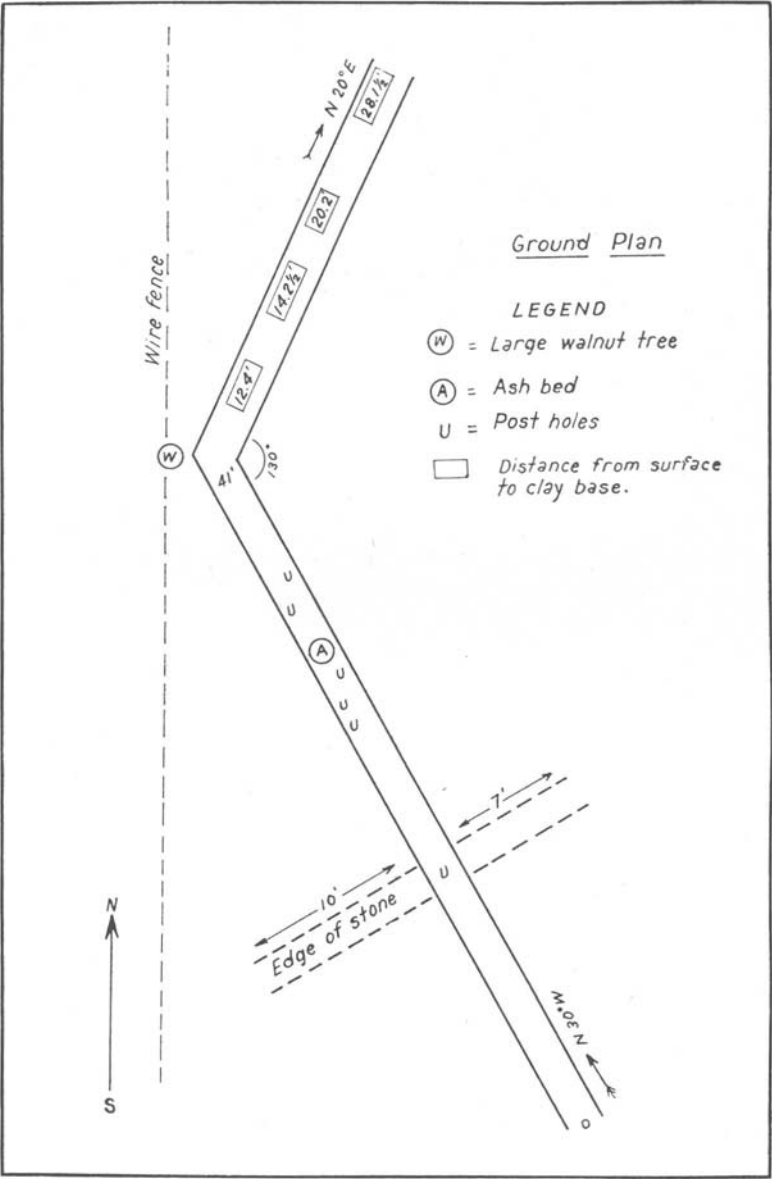 N 20°E
28.1½'
20.2
14.2½'
12.4'
Wire fence
Ground Plan
LEGEND
W = Large walnut tree
A = Ash bed
U = Post holes
Distance from surface
to clay base.
W
41'
130°
U
U
A
U
U
U
7'
U
10'
Edge of stone
N
S
N 30°W
O